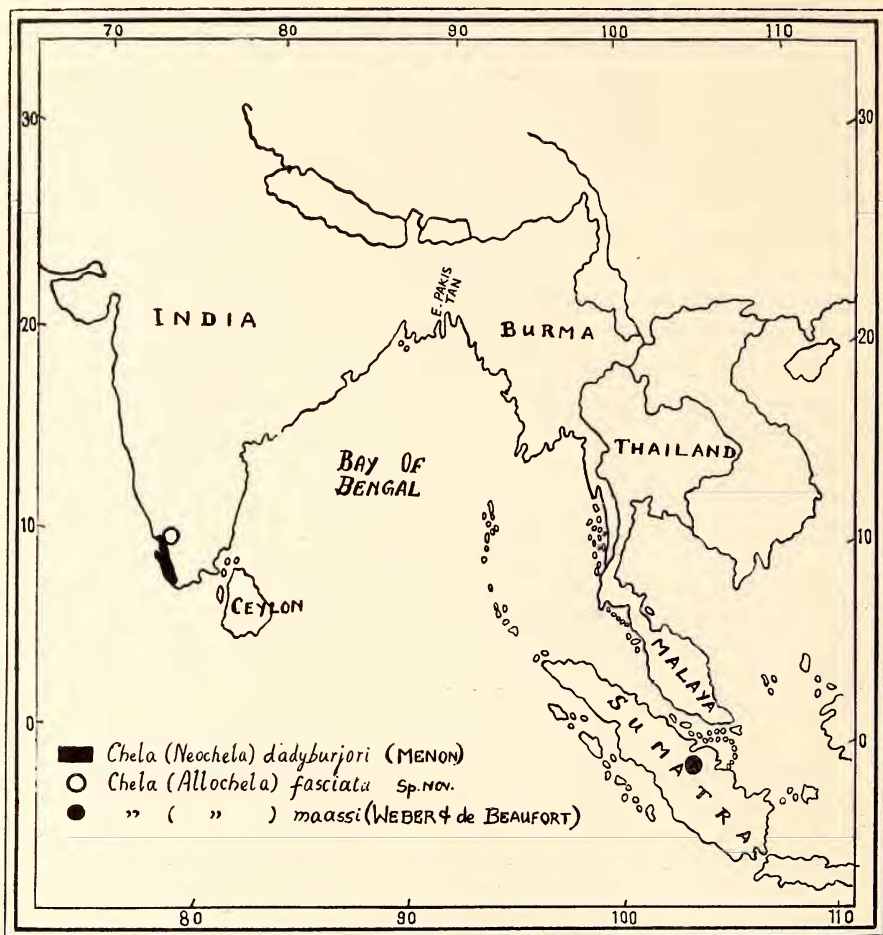 70 80 90 100 110
30 30
E. PAKIS
TAN
INDIA
20 BURMA 20
THAILAND
BAY OF
BENGAL
10 10
CEYLON
MALAYA
SUMATRA
0 0
Chela (Neochela) dadyburjori (MENON)
Chela (Allochela) fasciata Sp. NOV.
” ( ” ) maassi (WEBER & de BEAUFORT)
80 90 100 110